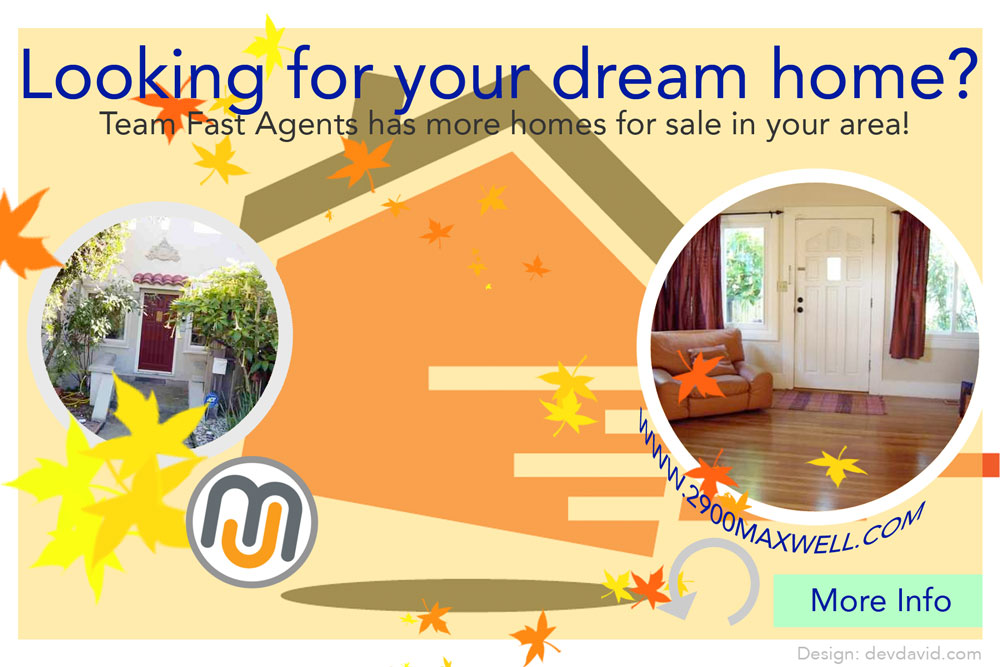 Looking for your dream home?
Team Fast Agents has more homes for sale in your area!
WWW.2900MAXWELL.COM
More Info
Design: devdavid.com